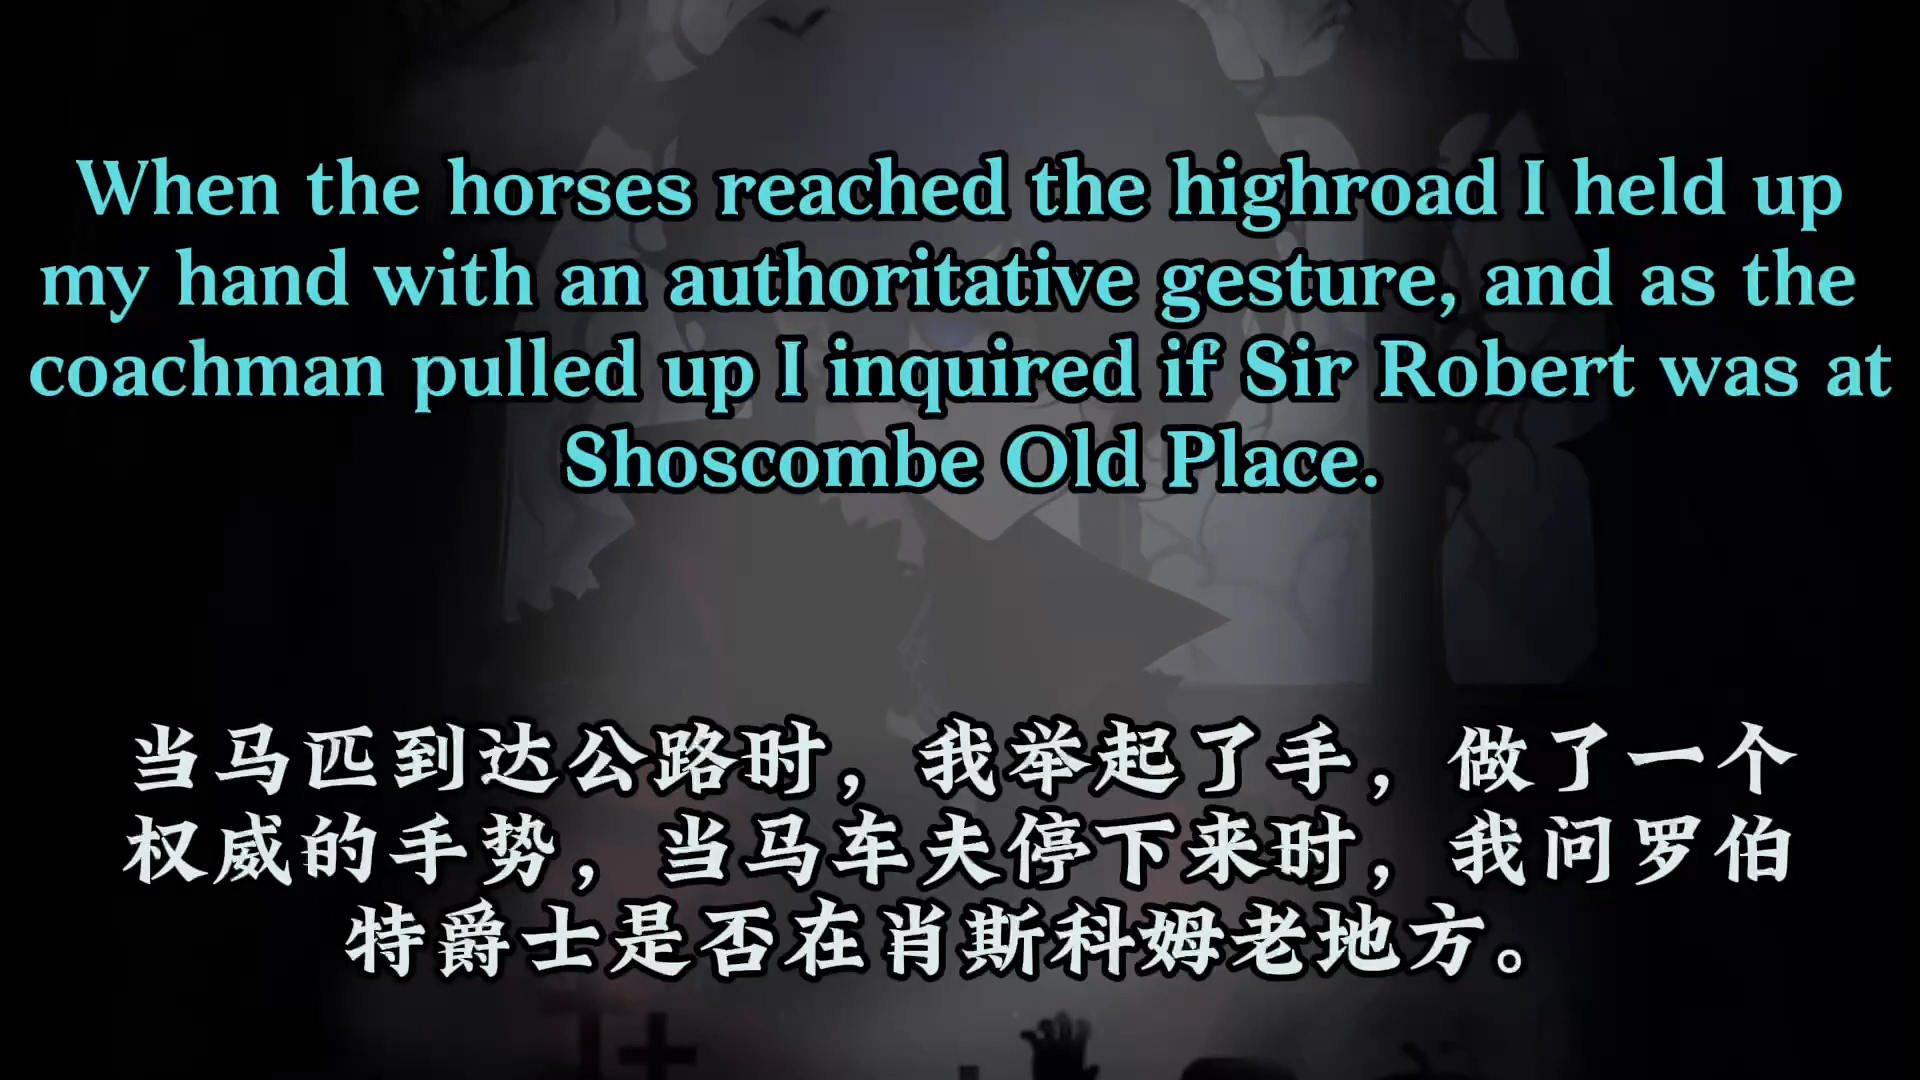 When the horses reached the highroad I held up
my hand with an authoritative gesture, and as the
coachman pulled up I inquired if Sir Robert was at
Shoscombe Old Place.
当马匹到达公路时，我举起了手，做了一个
权威的手势，当马车夫停下来时，我问罗伯
特爵士是否在肖斯科姆老地方。